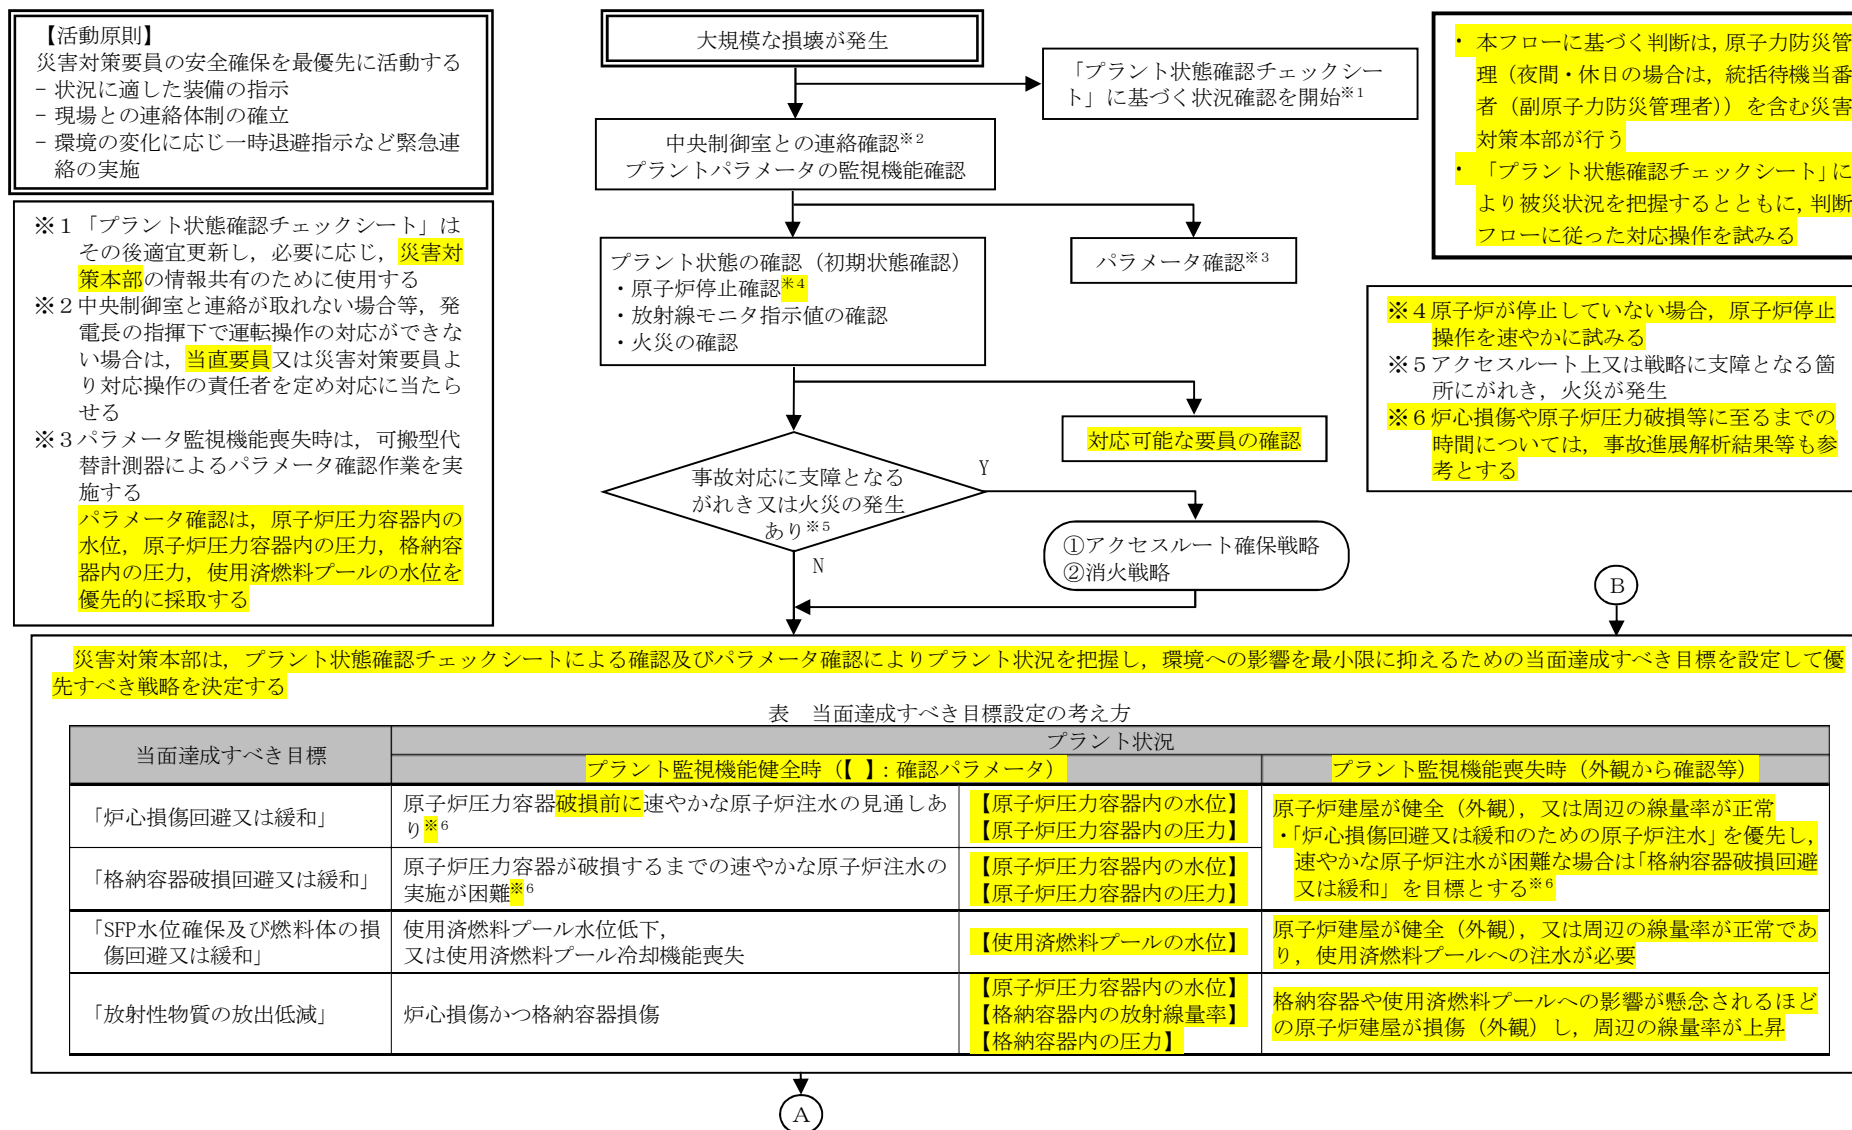 【活動原則】
災害対策要員の安全確保を最優先に活動する
- 状況に適した装備の指示
- 現場との連絡体制の確立
- 環境の変化に応じ一時退避指示など緊急連
絡の実施
※１「プラント状態確認チェックシート」は
その後適宜更新し，必要に応じ，災害対
策本部の情報共有のために使用する
※２中央制御室と連絡が取れない場合等，発
電長の指揮下で運転操作の対応ができな
い場合は，当直要員又は災害対策要員よ
り対応操作の責任者を定め対応に当たら
せる
※３パラメータ監視機能喪失時は，可搬型代
替計測器によるパラメータ確認作業を実
施する
パラメータ確認は，原子炉圧力容器内の
水位，原子炉圧力容器内の圧力，格納容
器内の圧力，使用済燃料プールの水位を
優先的に採取する
大規模な損壊が発生
「プラント状態確認チェックシー
ト」に基づく状況確認を開始※１
中央制御室との連絡確認※２
プラントパラメータの監視機能確認
プラント状態の確認（初期状態確認）
・原子炉停止確認※４
・放射線モニタ指示値の確認
・火災の確認
パラメータ確認※３
対応可能な要員の確認
事故対応に支障となる
がれき又は火災の発生
あり※５
Y
N
①アクセスルート確保戦略
②消火戦略
・本フローに基づく判断は，原子力防災管
理（夜間・休日の場合は，統括待機当番
者（副原子力防災管理者））を含む災害
対策本部が行う
・「プラント状態確認チェックシート」に
より被災状況を把握するとともに，判断
フローに従った対応操作を試みる
※４原子炉が停止していない場合，原子炉停止
操作を速やかに試みる
※５アクセスルート上又は戦略に支障となる箇
所にがれき，火災が発生
※６炉心損傷や原子炉圧力破損等に至るまでの
時間については，事故進展解析結果等も参
考とする
B
災害対策本部は，プラント状態確認チェックシートによる確認及びパラメータ確認によりプラント状況を把握し，環境への影響を最小限に抑えるための当面達成すべき目標を設定して優
先すべき戦略を決定する
表　当面達成すべき目標設定の考え方
当面達成すべき目標
プラント状況
プラント監視機能健全時（【 】：確認パラメータ）
プラント監視機能喪失時（外観から確認等）
「炉心損傷回避又は緩和」
原子炉圧力容器破損前に速やかな原子炉注水の見通しあ
り※６
【原子炉圧力容器内の水位】
【原子炉圧力容器内の圧力】
原子炉建屋が健全（外観），又は周辺の線量率が正常
・「炉心損傷回避又は緩和のための原子炉注水」を優先し，
速やかな原子炉注水が困難な場合は「格納容器破損回避
又は緩和」を目標とする※６
「格納容器破損回避又は緩和」
原子炉圧力容器が破損するまでの速やかな原子炉注水の
実施が困難※６
【原子炉圧力容器内の水位】
【原子炉圧力容器内の圧力】
「SFP水位確保及び燃料体の損
傷回避又は緩和」
使用済燃料プール水位低下，
又は使用済燃料プール冷却機能喪失
【使用済燃料プールの水位】
原子炉建屋が健全（外観），又は周辺の線量率が正常であ
り，使用済燃料プールへの注水が必要
「放射性物質の放出低減」
炉心損傷かつ格納容器損傷
【原子炉圧力容器内の水位】
【格納容器内の放射線量率】
【格納容器内の圧力】
格納容器や使用済燃料プールへの影響が懸念されるほど
の原子炉建屋が損傷（外観）し，周辺の線量率が上昇
A